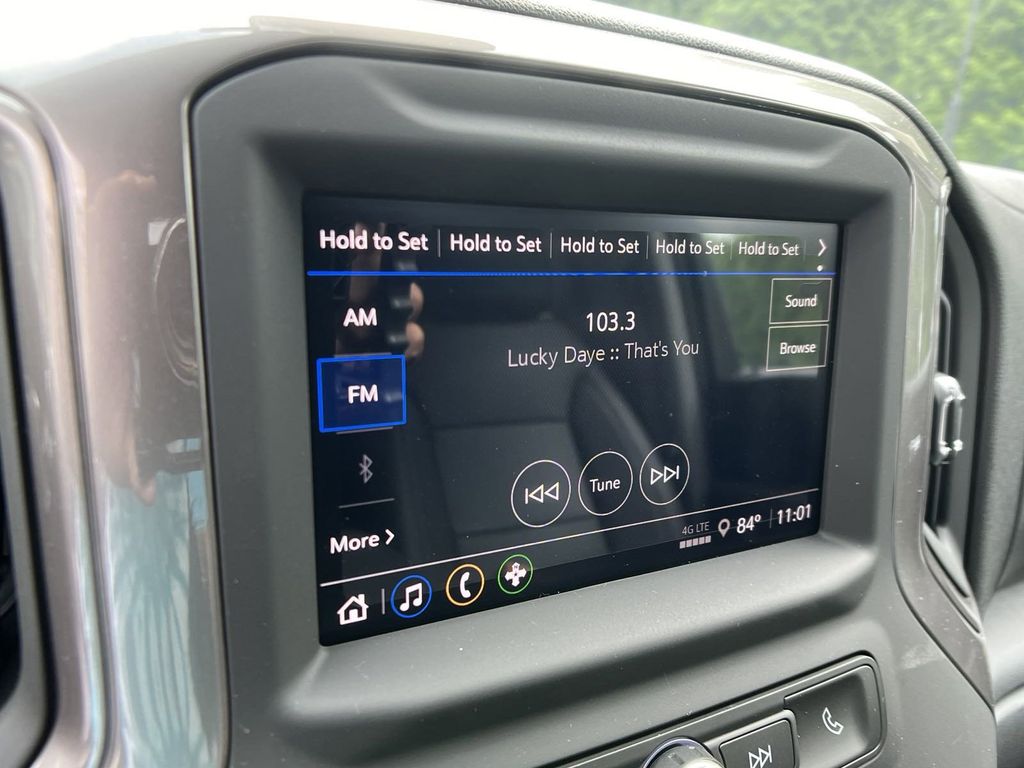 Hold to Set Hold to Set Hold to Set Hold to Set Hold to Set
AM
103.3
Sound
Lucky Daye :: That's You
Browse
FM
Tune
More
4G LTE 84° 11:01